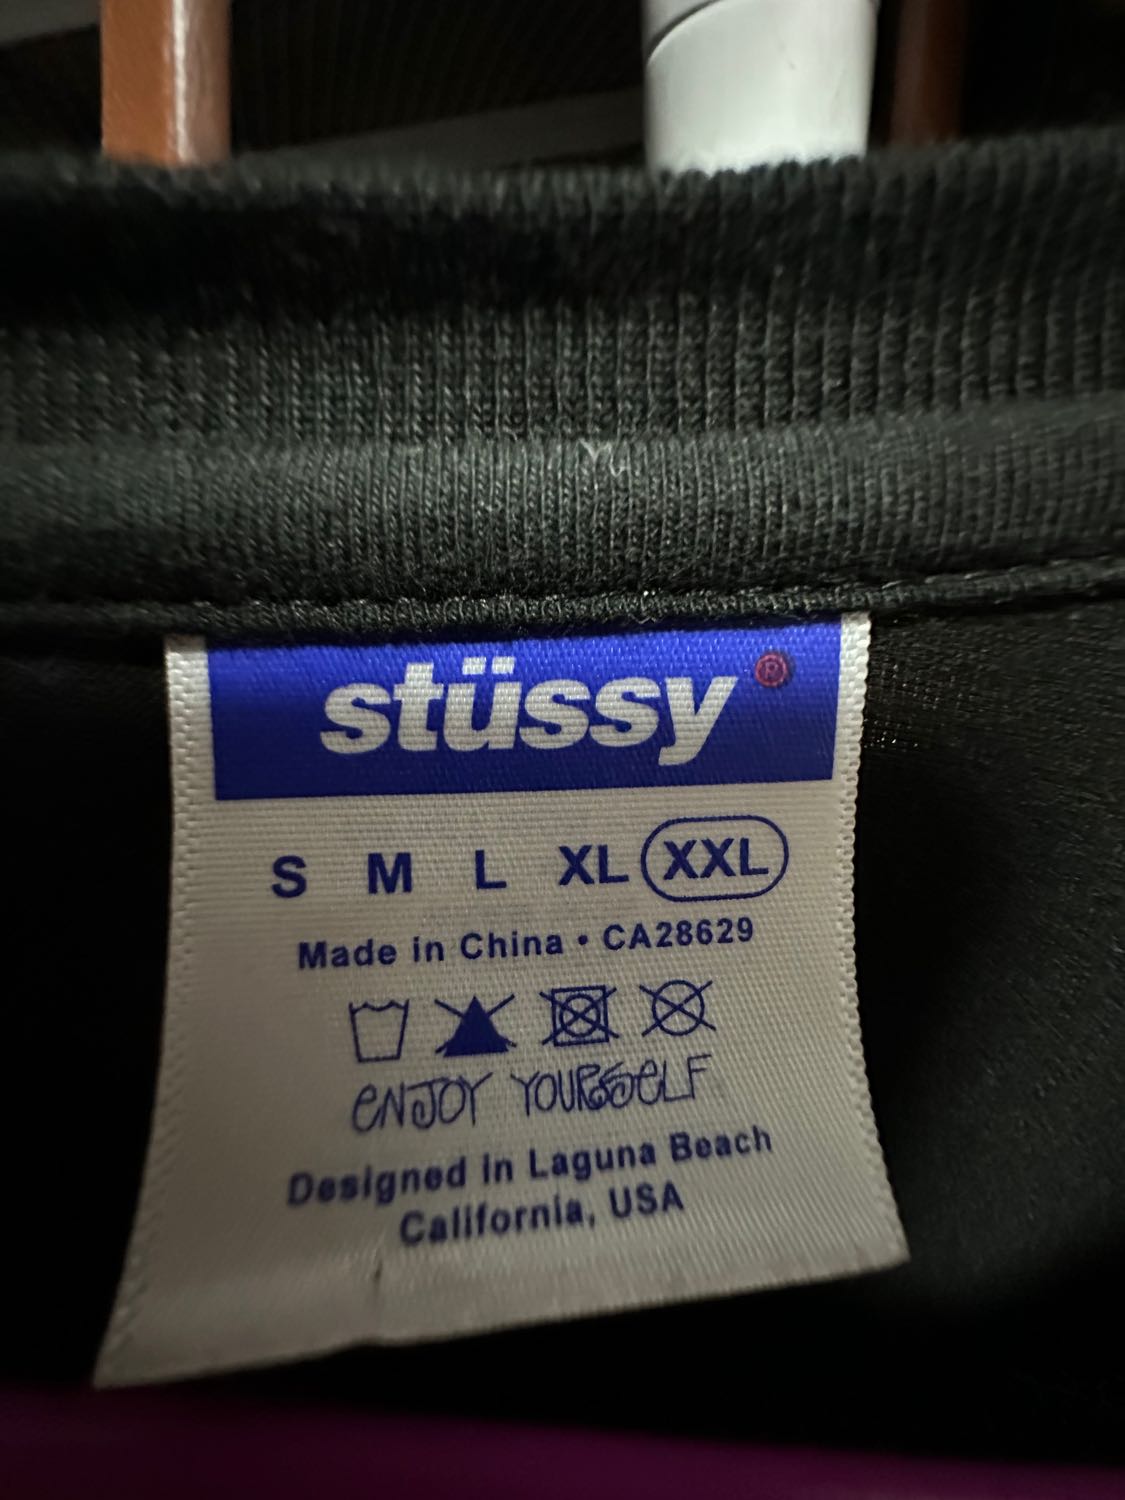 stüssy ®
S M L XL XXL
Made in China • CA28629
ENJOY YOURSELF
Designed in Laguna Beach
California, USA